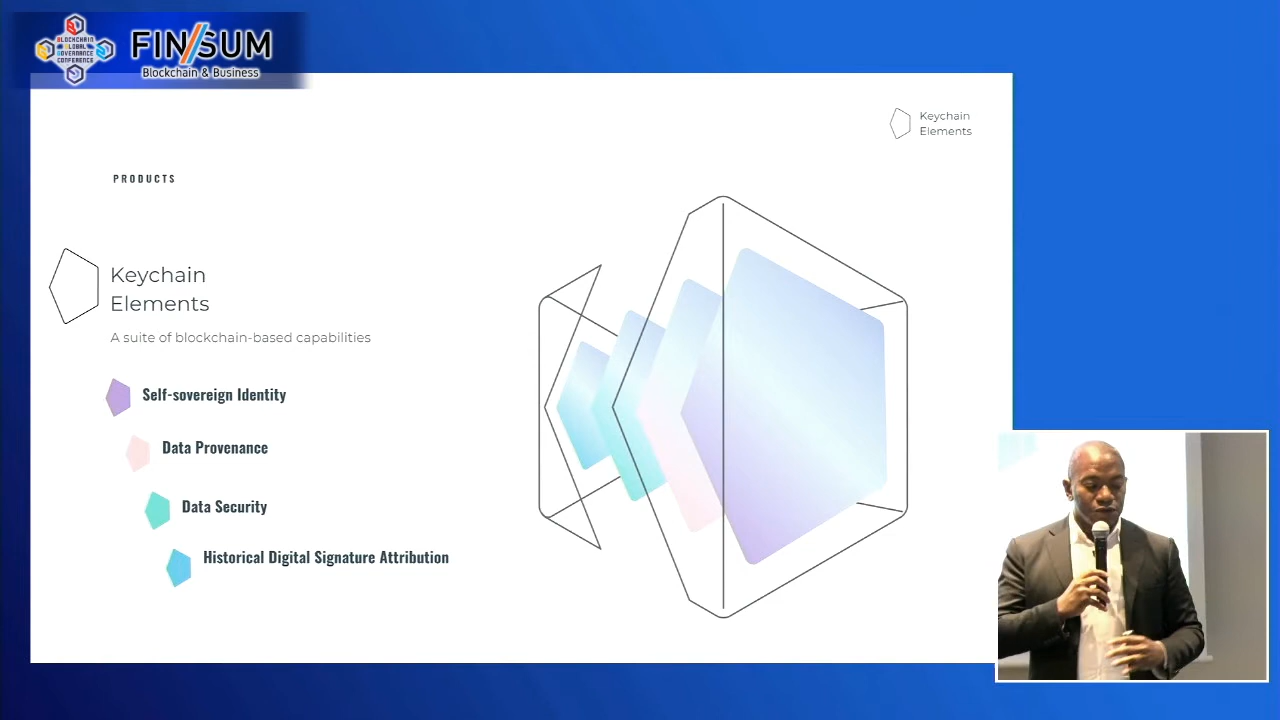 BLOCKCHAIN
GLOBAL
GOVERNANCE
CONFERENCE
FIN/SUM
Blockchain & Business
Keychain
Elements
PRODUCTS
Keychain
Elements
A suite of blockchain-based capabilities
Self-sovereign Identity
Data Provenance
Data Security
Historical Digital Signature Attribution